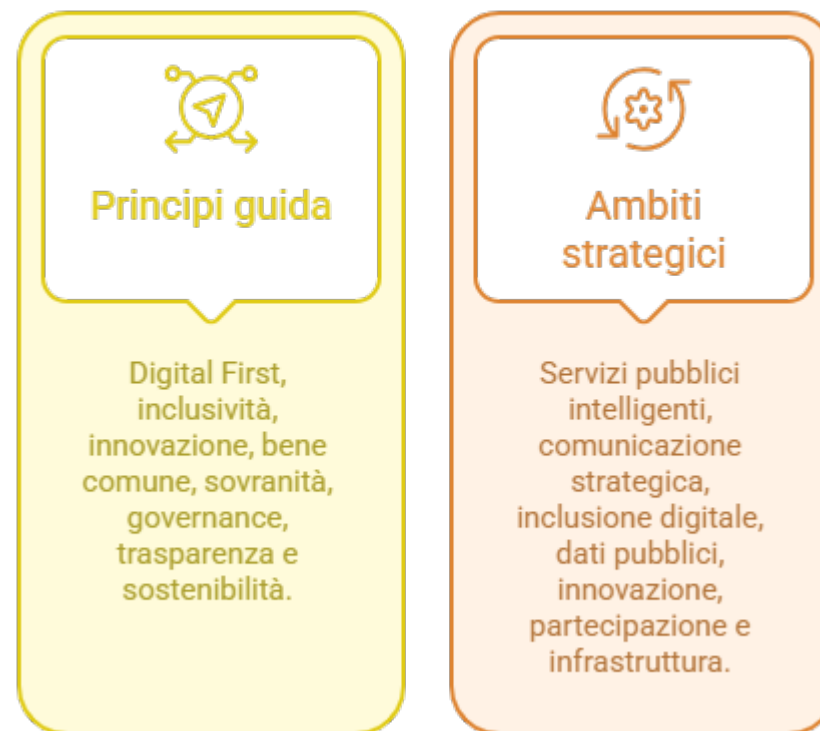 Principi guida
Digital First,
inclusività,
innovazione, bene
comune, sovranità,
governance,
trasparenza e
sostenibilità.
Ambiti
strategici
Servizi pubblici
intelligenti,
comunicazione
strategica,
inclusione digitale,
dati pubblici,
innovazione,
partecipazione e
infrastruttura.